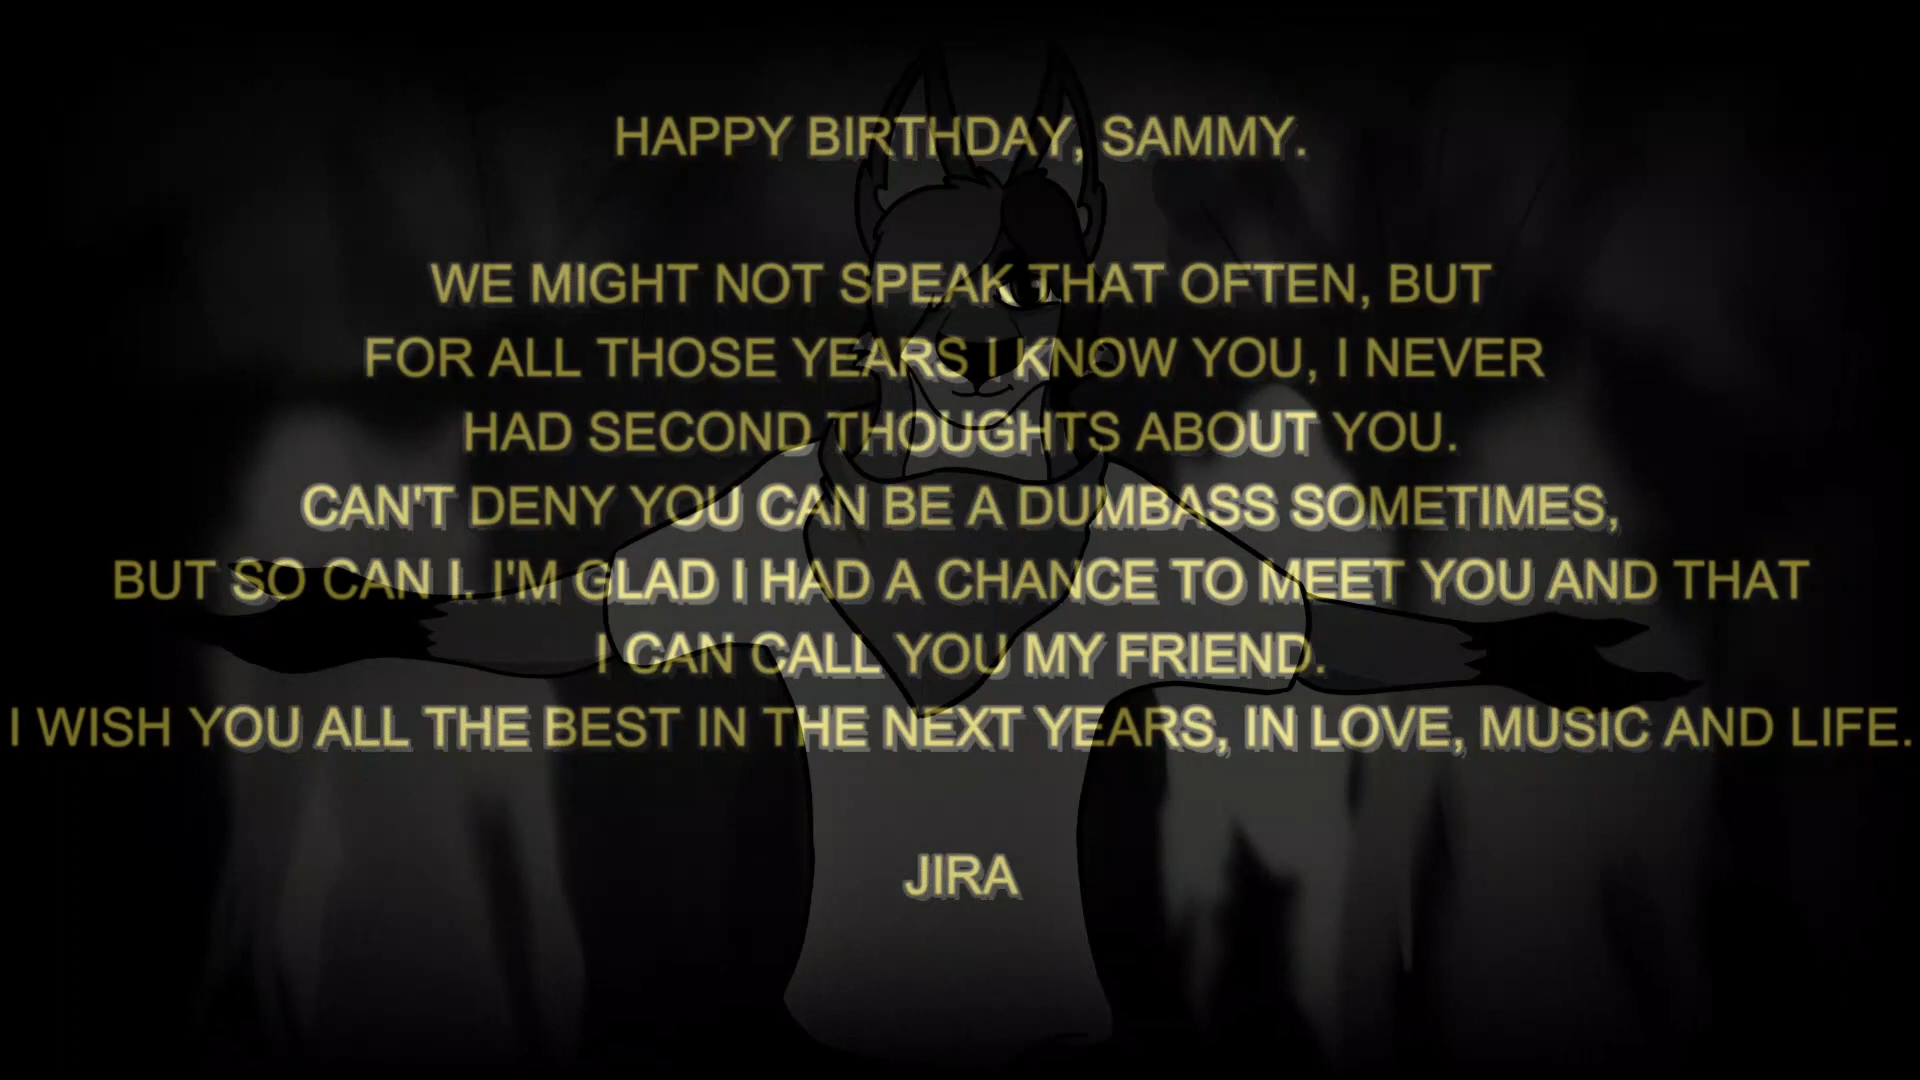 HAPPY BIRTHDAY, SAMMY.
WE MIGHT NOT SPEAK THAT OFTEN, BUT
FOR ALL THOSE YEARS I KNOW YOU, I NEVER
HAD SECOND THOUGHTS ABOUT YOU.
CAN'T DENY YOU CAN BE A DUMBASS SOMETIMES,
BUT SO CAN I. I'M GLAD I HAD A CHANCE TO MEET YOU AND THAT
I CAN CALL YOU MY FRIEND.
I WISH YOU ALL THE BEST IN THE NEXT YEARS, IN LOVE, MUSIC AND LIFE.
JIRA